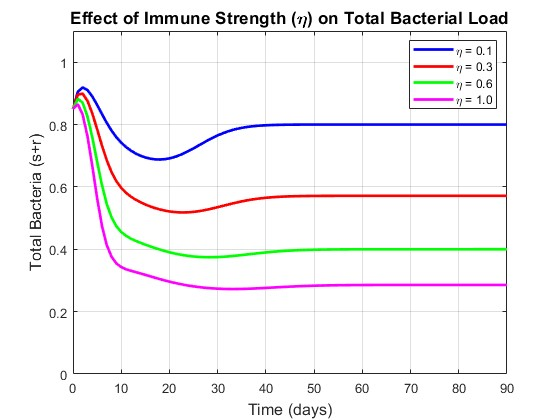 Effect of Immune Strength (η) on Total Bacterial Load
η = 0.1
η = 0.3
η = 0.6
η = 1.0
Total Bacteria (s+r)
1
0.8
0.6
0.4
0.2
0
0 10 20 30 40 50 60 70 80 90
Time (days)